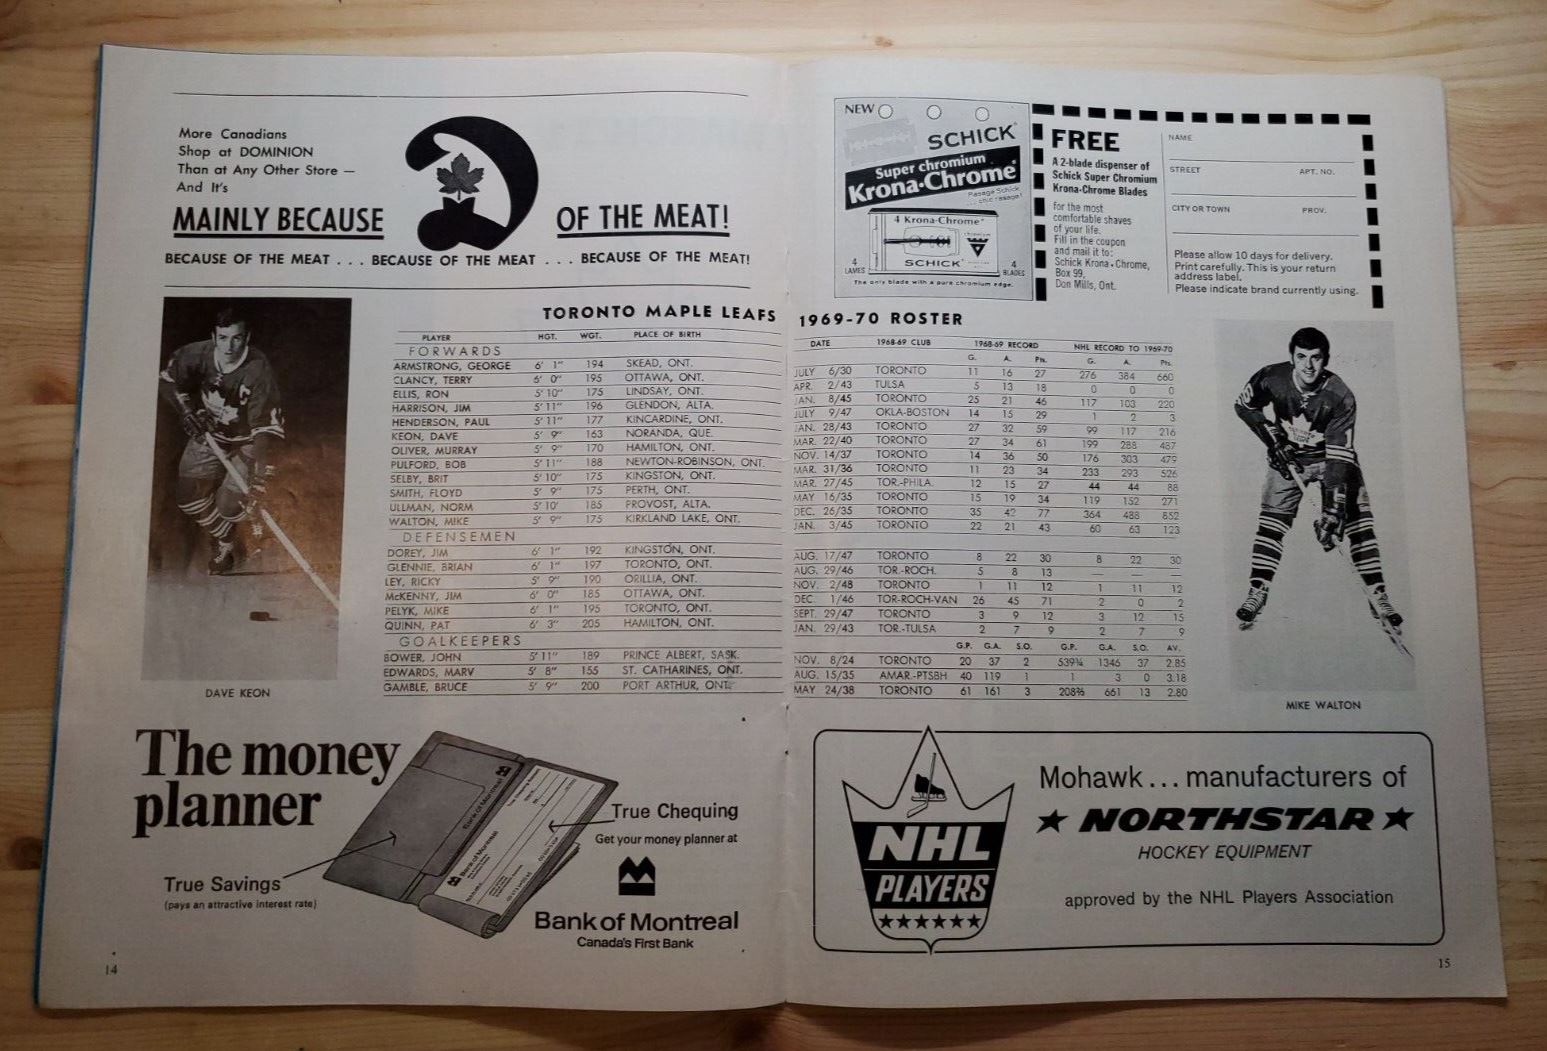 More Canadians
Shop at DOMINION
Than at Any Other Store —
And It's
MAINLY BECAUSE OF THE MEAT!
BECAUSE OF THE MEAT . . . BECAUSE OF THE MEAT . . . BECAUSE OF THE MEAT!
NEW
SCHICK
Super chromium
Krona-Chrome
4 Krona-Chrome
chromium
SCHICK
4 LAMES
4 BLADES
The only blade with a pure chromium edge.
FREE
A 2-blade dispenser of
Schick Super Chromium
Krona-Chrome Blades
for the most
comfortable shaves
of your life.
Fill in the coupon
and mail it to:
Schick Krona-Chrome,
Box 99,
Don Mills, Ont.
NAME
STREET APT. NO.
CITY OR TOWN PROV.
Please allow 10 days for delivery.
Print carefully. This is your return
address label.
Please indicate brand currently using.
TORONTO MAPLE LEAFS 1969-70 ROSTER
PLAYER HGT. WGT. PLACE OF BIRTH DATE 1968-69 CLUB 1968-69 RECORD NHL RECORD TO 1969-70
FORWARDS G. A. Pts. G. A. Pts.
ARMSTRONG, GEORGE 6' 1" 194 SKEAD, ONT. JULY 6/30 TORONTO 11 16 27 276 384 660
CLANCY, TERRY 6' 0" 195 OTTAWA, ONT. APR. 2/43 TULSA 5 13 18 0 0 0
ELLIS, RON 5' 10" 175 LINDSAY, ONT. JAN. 8/45 TORONTO 25 21 46 117 103 220
HARRISON, JIM 5' 11" 196 GLENDON, ALTA. JULY 9/47 OKLA-BOSTON 14 15 29 1 2 3
HENDERSON, PAUL 5' 11" 177 KINCARDINE, ONT. JAN. 28/43 TORONTO 27 32 59 99 117 216
KEON, DAVE 5' 9" 163 NORANDA, QUE. MAR. 22/40 TORONTO 27 34 61 199 288 487
OLIVER, MURRAY 5' 9" 170 HAMILTON, ONT. NOV. 14/37 TORONTO 14 36 50 176 303 479
PULFORD, BOB 5' 11" 188 NEWTON-ROBINSON, ONT. MAR. 31/36 TORONTO 11 23 34 233 293 526
SELBY, BRIT 5' 10" 175 KINGSTON, ONT. MAR. 27/45 TOR.-PHILA. 12 15 27 44 44 88
SMITH, FLOYD 5' 9" 175 PERTH, ONT. MAY 16/35 TORONTO 15 19 34 119 152 271
ULLMAN, NORM 5' 10' 185 PROVOST, ALTA. DEC. 26/35 TORONTO 35 42 77 364 488 852
WALTON, MIKE 5' 9" 175 KIRKLAND LAKE, ONT. JAN. 3/45 TORONTO 22 21 43 60 63 123
DEFENSEMEN
DOREY, JIM 6' 1" 192 KINGSTON, ONT. AUG. 17/47 TORONTO 8 22 30 8 22 30
GLENNIE, BRIAN 6' 1" 197 TORONTO, ONT. AUG. 29/46 TOR.-ROCH. 5 8 13 — — —
LEY, RICKY 5' 9" 190 ORILLIA, ONT. NOV. 2/48 TORONTO 1 11 12 1 11 12
McKENNY, JIM 6' 0" 185 OTTAWA, ONT. DEC. 1/46 TOR-ROCH-VAN 26 45 71 2 0 2
PELYK, MIKE 6' 1" 195 TORONTO, ONT. SEPT. 29/47 TORONTO 3 9 12 3 12 15
QUINN, PAT 6' 3" 205 HAMILTON, ONT. JAN. 29/43 TOR.-TULSA 2 7 9 2 7 9
GOALKEEPERS G.P. G.A. S.O. G.P. G.A. S.O. AV.
BOWER, JOHN 5' 11" 189 PRINCE ALBERT, SASK. NOV. 8/24 TORONTO 20 37 2 539¼ 1346 37 2.85
EDWARDS, MARV 5' 8" 155 ST. CATHARINES, ONT. AUG. 15/35 AMAR.-PTSBH 40 119 1 1 3 0 3.18
GAMBLE, BRUCE 5' 9" 200 PORT ARTHUR, ONT. MAY 24/38 TORONTO 61 161 3 661 13 2.80
DAVE KEON
MIKE WALTON
The money
planner
True Savings
(pays an attractive interest rate)
Bank of Montreal
Bank of Montreal
True Chequing
Get your money planner at
Bank of Montreal
Canada's First Bank
NHL
PLAYERS
Mohawk... manufacturers of
★ NORTHSTAR ★
HOCKEY EQUIPMENT
approved by the NHL Players Association
14
15